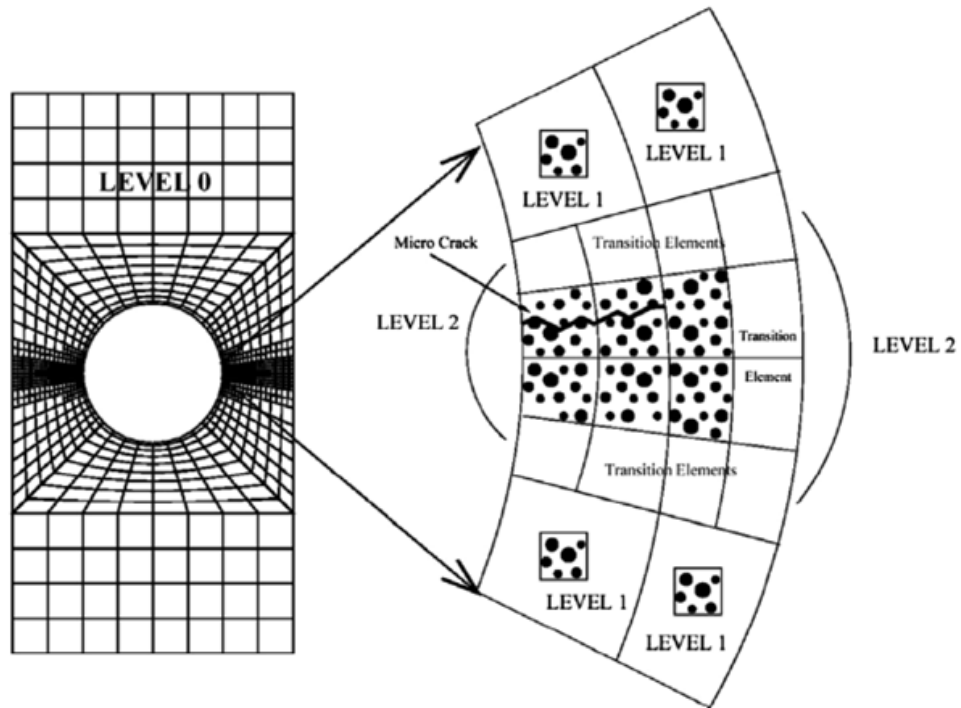 LEVEL 0
LEVEL 1
LEVEL 1
Micro Crack
Transition Elements
LEVEL 2
Transition
Element
LEVEL 2
Transition Elements
LEVEL 1
LEVEL 1